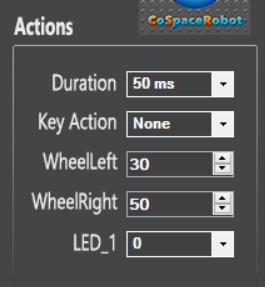 CoSpaceRobot
Actions
Duration 50 ms
Key Action None
WheelLeft 30
WheelRight 50
LED_1 0